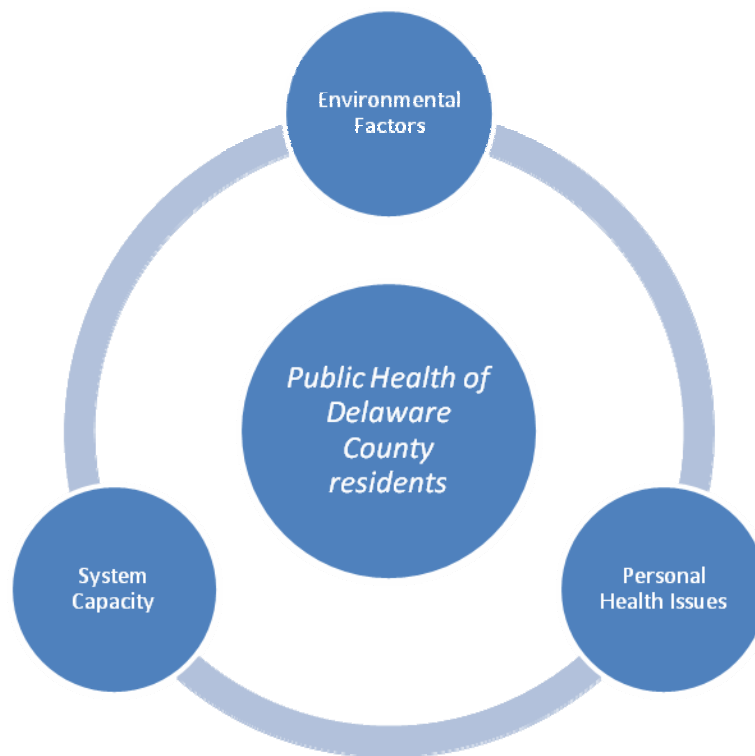 Environmental
Factors
Public Health of
Delaware
County
residents
System
Capacity
Personal
Health Issues